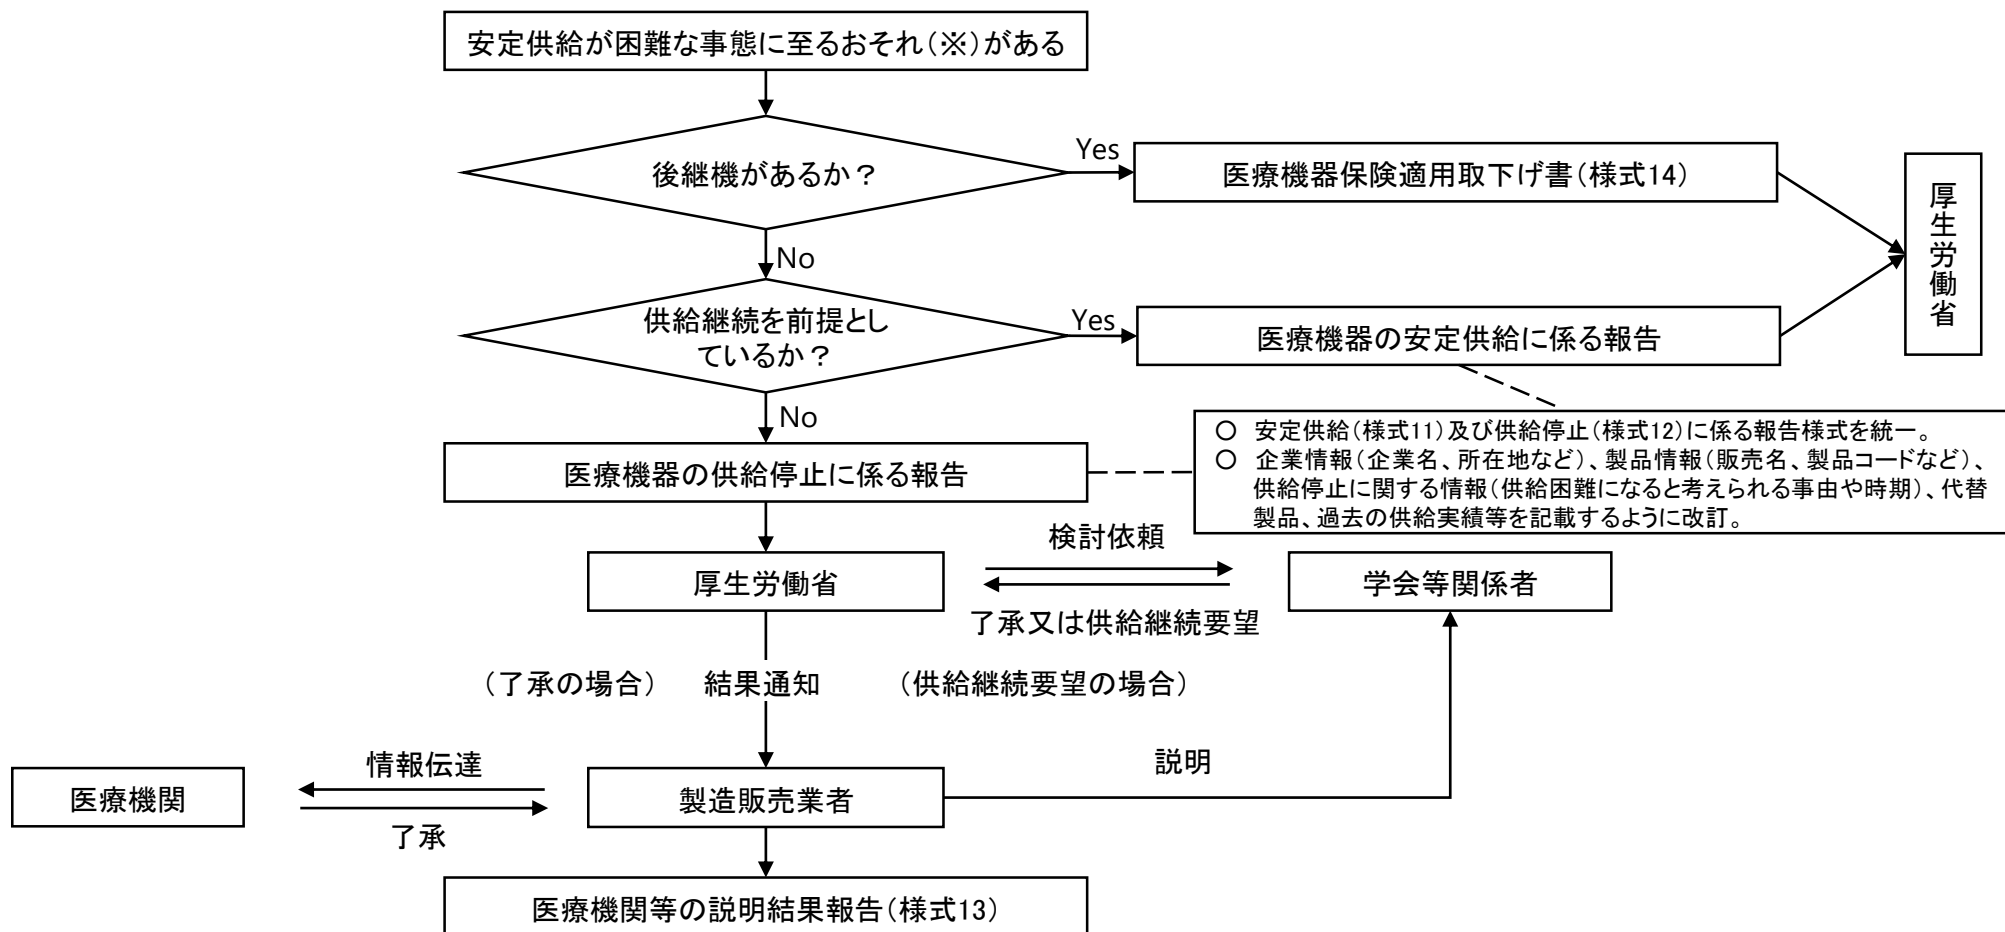 安定供給が困難な事態に至るおそれ（※）がある
後継機があるか？
Yes
医療機器保険適用取下げ書（様式14）
厚生労働省
No
供給継続を前提とし
ているか？
Yes
医療機器の安定供給に係る報告
No
○ 安定供給（様式11）及び供給停止（様式12）に係る報告様式を統一。
○ 企業情報（企業名、所在地など）、製品情報（販売名、製品コードなど）、
供給停止に関する情報（供給困難になると考えられる事由や時期）、代替
製品、過去の供給実績等を記載するように改訂。
医療機器の供給停止に係る報告
検討依頼
厚生労働省
学会等関係者
了承又は供給継続要望
（了承の場合） 結果通知 （供給継続要望の場合）
情報伝達
説明
医療機関
製造販売業者
了承
医療機関等の説明結果報告（様式13）